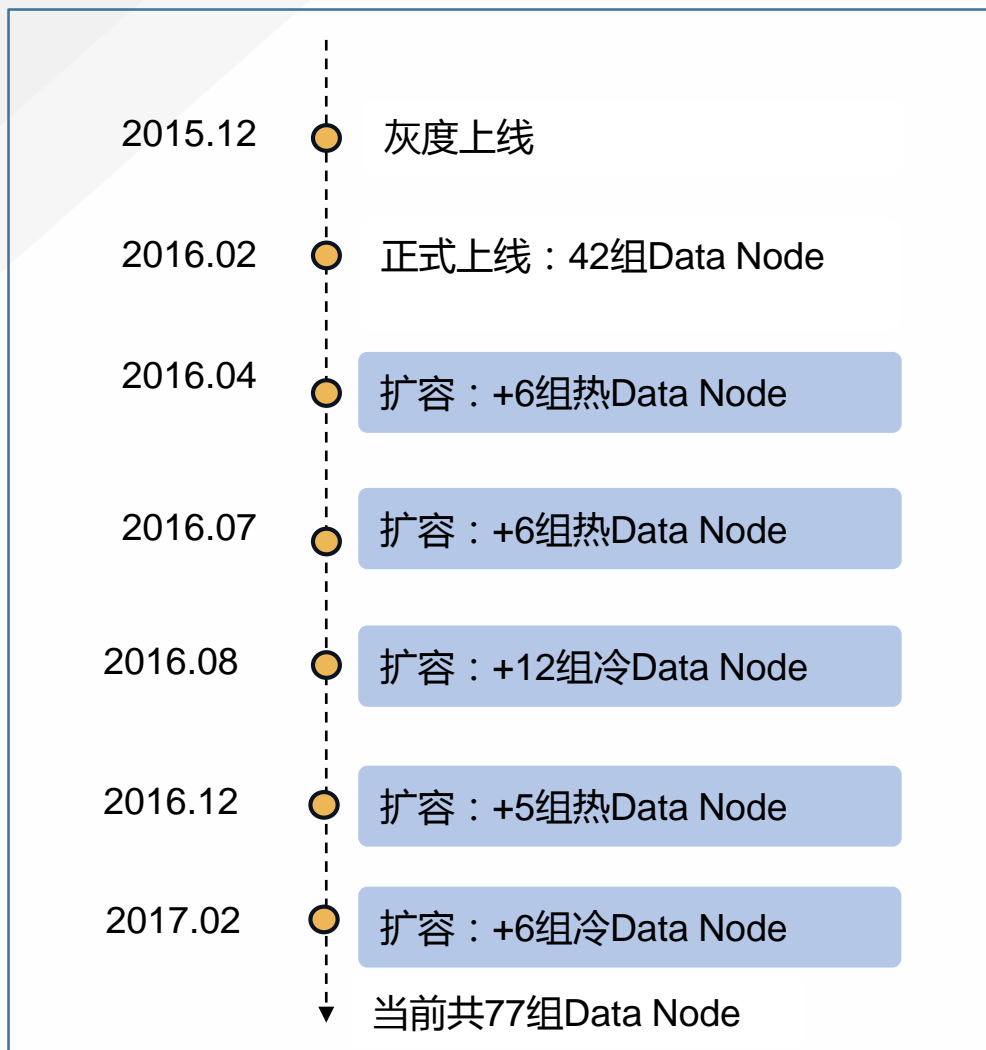 2015.12 灰度上线
2016.02 正式上线：42组Data Node
2016.04 扩容：+6组热Data Node
2016.07 扩容：+6组热Data Node
2016.08 扩容：+12组冷Data Node
2016.12 扩容：+5组热Data Node
2017.02 扩容：+6组冷Data Node
当前共77组Data Node